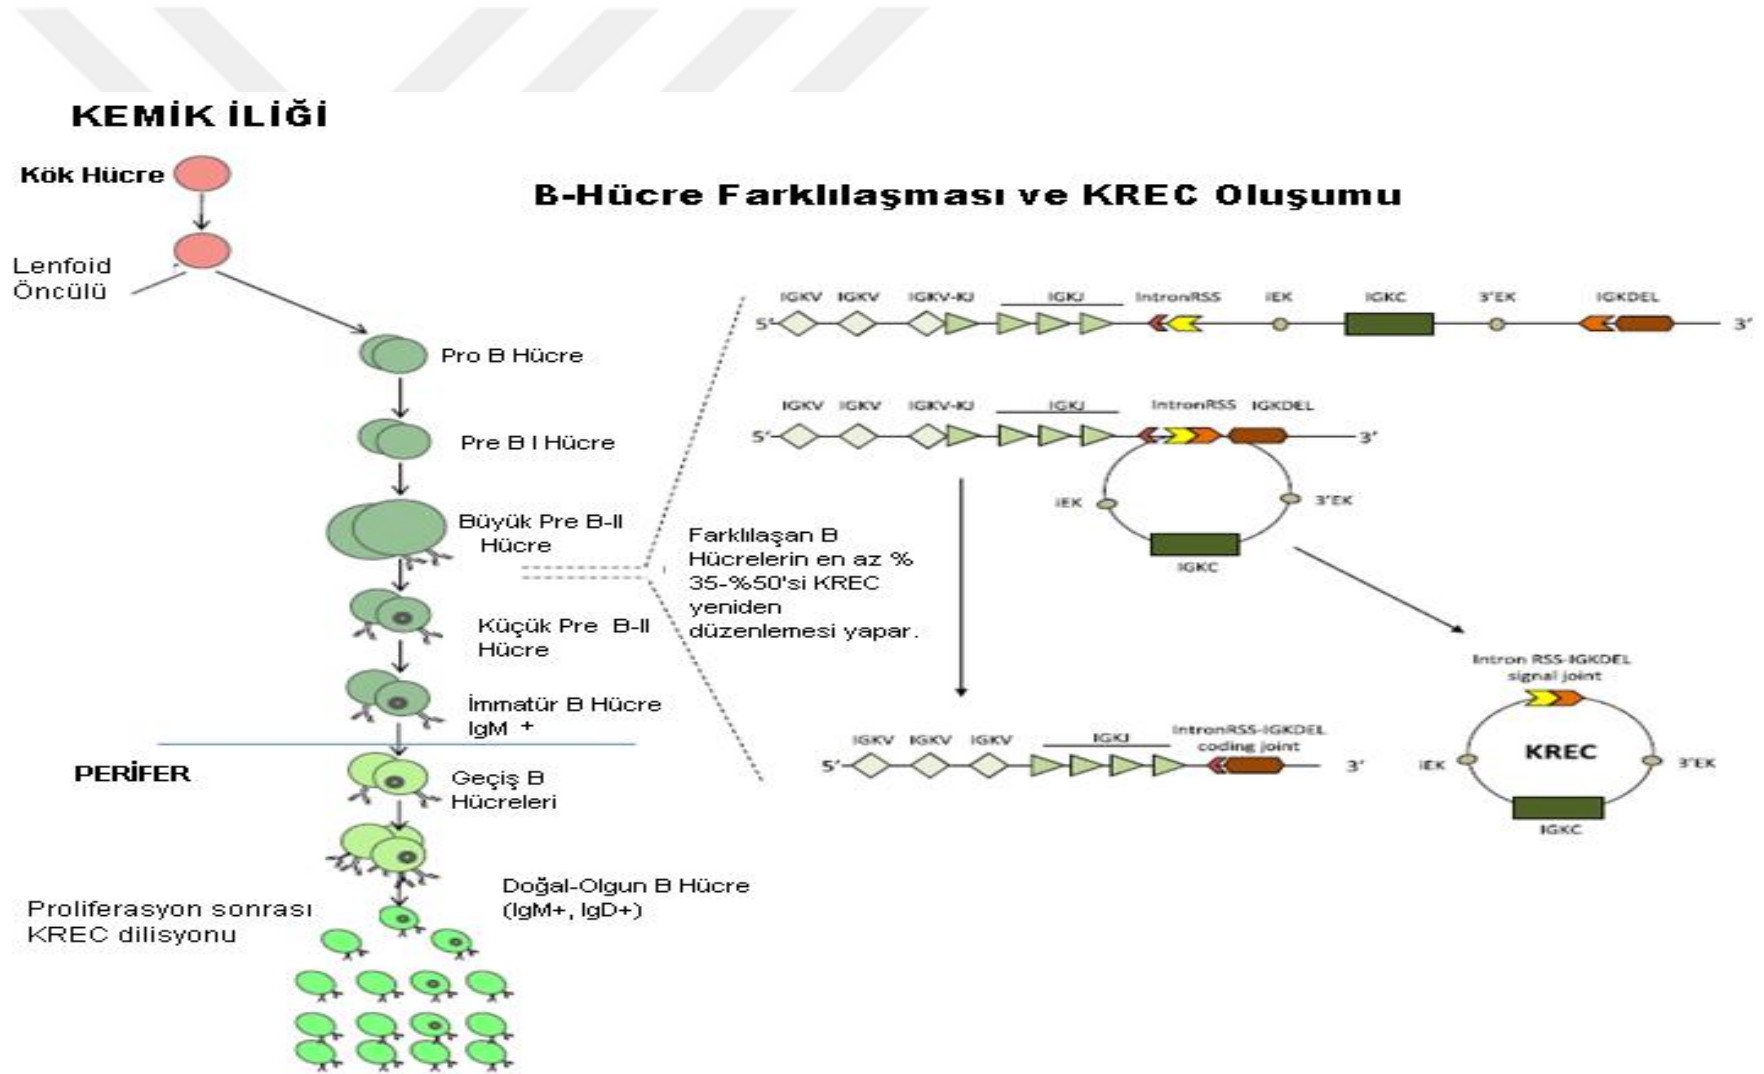 KEMİK İLİĞİ
Kök Hücre
B-Hücre Farklılaşması ve KREC Oluşumu
Lenfoid
Öncülü
Pro B Hücre
Pre B I Hücre
Büyük Pre B-II
Hücre
Küçük Pre B-II
Hücre
İmmatür B Hücre
IgM +
PERİFER
Geçiş B
Hücreleri
Doğal-Olgun B Hücre
(IgM+, IgD+)
Proliferasyon sonrası
KREC dilisyonu
Farklılaşan B
Hücrelerin en az %
35-%50'si KREC
yeniden
düzenlemesi yapar.
IGKV IGKV IGKV-KJ IGKJ IntronRSS iEK IGKC 3'EK IGKDEL
5' 3'
IGKV IGKV IGKV-KJ IGKJ IntronRSS IGKDEL
5' 3'
iEK 3'EK
IGKC
IGKV IGKV IGKV IGKJ IntronRSS-IGKDEL
coding joint
5' 3'
Intron RSS-IGKDEL
signal joint
KREC
iEK 3'EK
IGKC